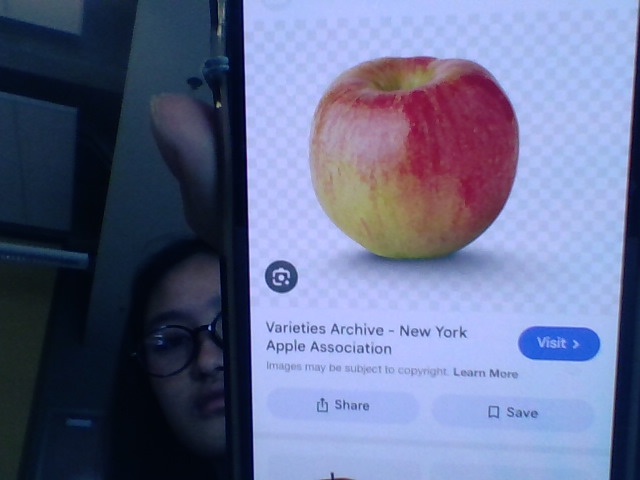 Varieties Archive - New York
Apple Association
Visit >
Images may be subject to copyright. Learn More
Share
Save